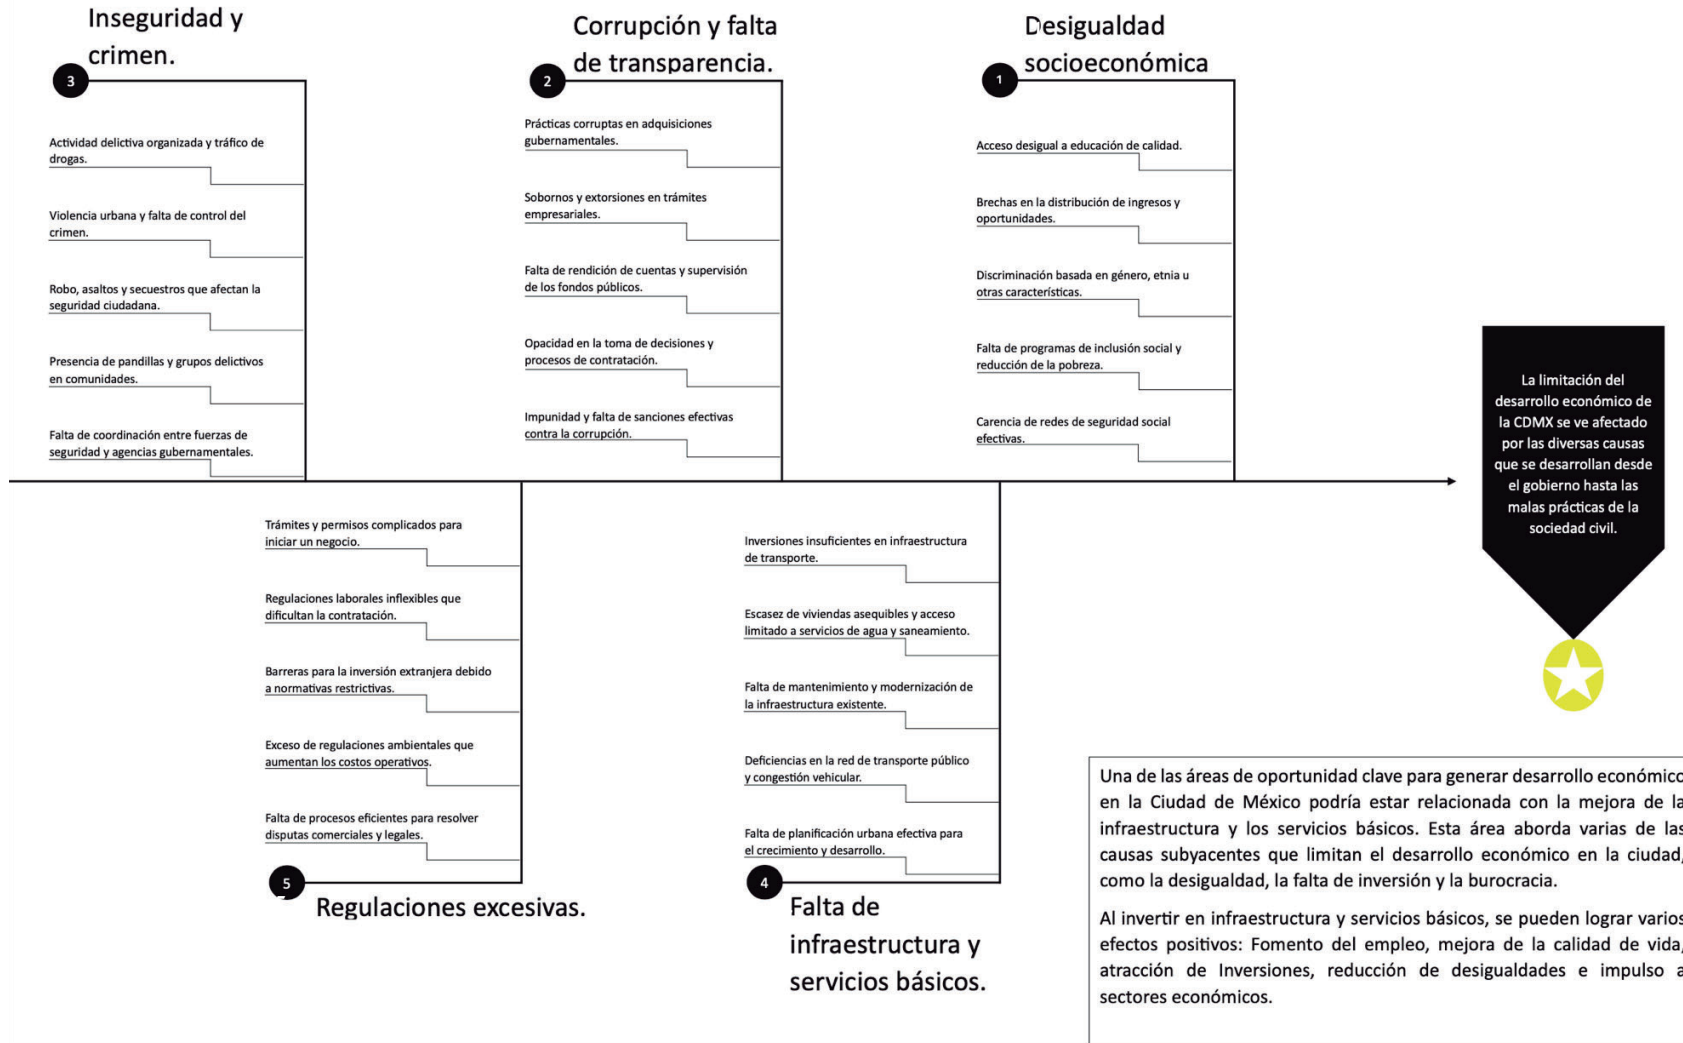 Inseguridad y
crimen.
3
Actividad delictiva organizada y tráfico de
drogas.
Violencia urbana y falta de control del
crimen.
Robo, asaltos y secuestros que afectan la
seguridad ciudadana.
Presencia de pandillas y grupos delictivos
en comunidades.
Falta de coordinación entre fuerzas de
seguridad y agencias gubernamentales.
Corrupción y falta
de transparencia.
2
Prácticas corruptas en adquisiciones
gubernamentales.
Sobornos y extorsiones en trámites
empresariales.
Falta de rendición de cuentas y supervisión
de los fondos públicos.
Opacidad en la toma de decisiones y
procesos de contratación.
Impunidad y falta de sanciones efectivas
contra la corrupción.
Desigualdad
socioeconómica
1
Acceso desigual a educación de calidad.
Brechas en la distribución de ingresos y
oportunidades.
Discriminación basada en género, etnia u
otras características.
Falta de programas de inclusión social y
reducción de la pobreza.
Carencia de redes de seguridad social
efectivas.
La limitación del
desarrollo económico de
la CDMX se ve afectado
por las diversas causas
que se desarrollan desde
el gobierno hasta las
malas prácticas de la
sociedad civil.
Trámites y permisos complicados para
iniciar un negocio.
Regulaciones laborales inflexibles que
dificultan la contratación.
Barreras para la inversión extranjera debido
a normativas restrictivas.
Exceso de regulaciones ambientales que
aumentan los costos operativos.
Falta de procesos eficientes para resolver
disputas comerciales y legales.
5
Regulaciones excesivas.
Inversiones insuficientes en infraestructura
de transporte.
Escasez de viviendas asequibles y acceso
limitado a servicios de agua y saneamiento.
Falta de mantenimiento y modernización de
la infraestructura existente.
Deficiencias en la red de transporte público
y congestión vehicular.
Falta de planificación urbana efectiva para
el crecimiento y desarrollo.
4
Falta de
infraestructura y
servicios básicos.
Una de las áreas de oportunidad clave para generar desarrollo económico
en la Ciudad de México podría estar relacionada con la mejora de la
infraestructura y los servicios básicos. Esta área aborda varias de las
causas subyacentes que limitan el desarrollo económico en la ciudad,
como la desigualdad, la falta de inversión y la burocracia.
Al invertir en infraestructura y servicios básicos, se pueden lograr varios
efectos positivos: Fomento del empleo, mejora de la calidad de vida,
atracción de Inversiones, reducción de desigualdades e impulso a
sectores económicos.